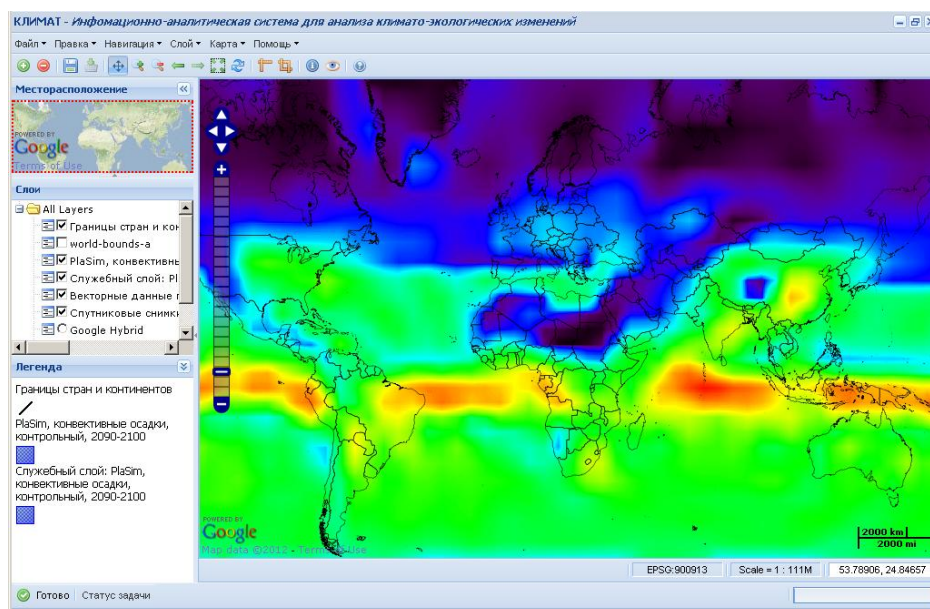 КЛИМАТ - Инфомационно-аналитическая система для анализа климато-экологических изменений
Файл Правка Навигация Слой Карта Помощь
Месторасположение
POWERED BY
Google
Terms of Use
Слои
All Layers
Границы стран и кон
world-bounds-a
PlaSim, конвективнь
Служебный слой: Pl
Векторные данные г
Спутниковые снимки
Google Hybrid
Легенда
Границы стран и континентов
PlaSim, конвективные осадки,
контрольный, 2090-2100
Служебный слой: PlaSim,
конвективные осадки,
контрольный, 2090-2100
POWERED BY
Google
Map data ©2012 - Terms of Use
2000 km
2000 mi
EPSG:900913 Scale = 1 : 111M 53.78906, 24.84657
Готово Статус задачи